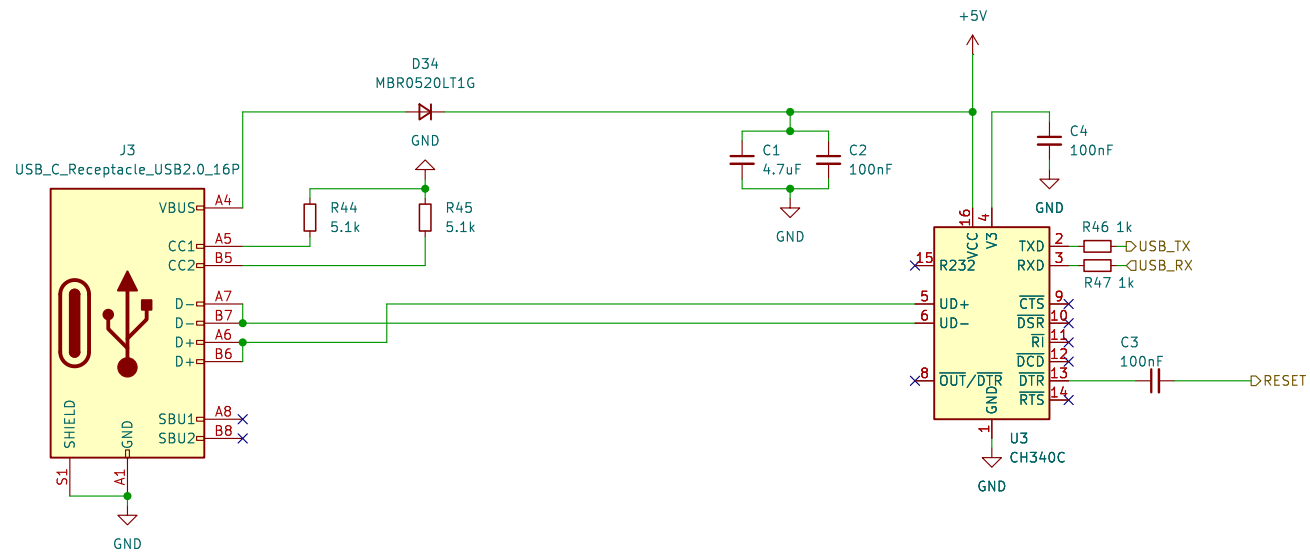 +5V
D34
MBR0520LT1G
GND
J3
USB_C_Receptacle_USB2.0_16P
C1
4.7uF
C2
100nF
C4
100nF
GND
GND
VBUS A4
CC1 A5
CC2 B5
D- A7
D- B7
D+ A6
D+ B6
SBU1 A8
SBU2 B8
SHIELD
GND
S1
A1
GND
R44
5.1k
R45
5.1k
16
4
VCC
V3
15 R232
5 UD+
6 UD-
8 OUT/DTR
TXD 2
RXD 3
CTS 9
DSR 10
RI 11
DCD 12
DTR 13
RTS 14
GND
1
U3
CH340C
GND
R46 1k
USB_TX
USB_RX
R47 1k
C3
100nF
RESET